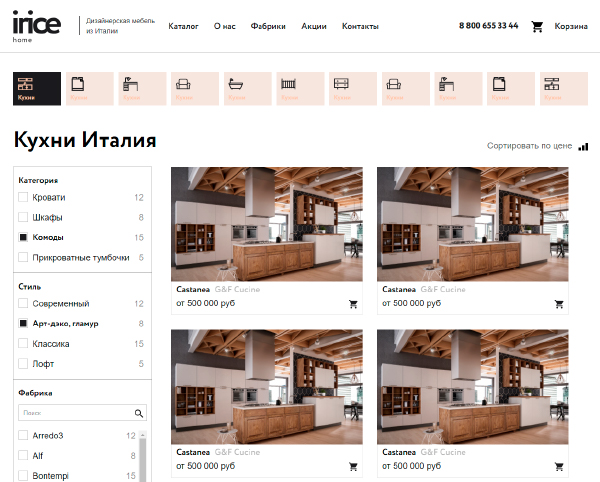 irice
home
Дизайнерская мебель
из Италии
Каталог О нас Фабрики Акции Контакты
8 800 655 33 44 Корзина
Кухни Кухни Кухни Кухни Кухни Кухни Кухни Кухни Кухни Кухни Кухни
Кухни Италия
Сортировать по цене
Категория
Кровати 12
Шкафы 8
Комоды 15
Прикроватные тумбочки 5
Стиль
Современный 12
Арт-дэко, гламур 8
Классика 15
Лофт 5
Фабрика
Поиск
Arredo3 12
Alf 8
Bontempi 15
Castanea G&F Cucine
от 500 000 руб
Castanea G&F Cucine
от 500 000 руб
Castanea G&F Cucine
от 500 000 руб
Castanea G&F Cucine
от 500 000 руб